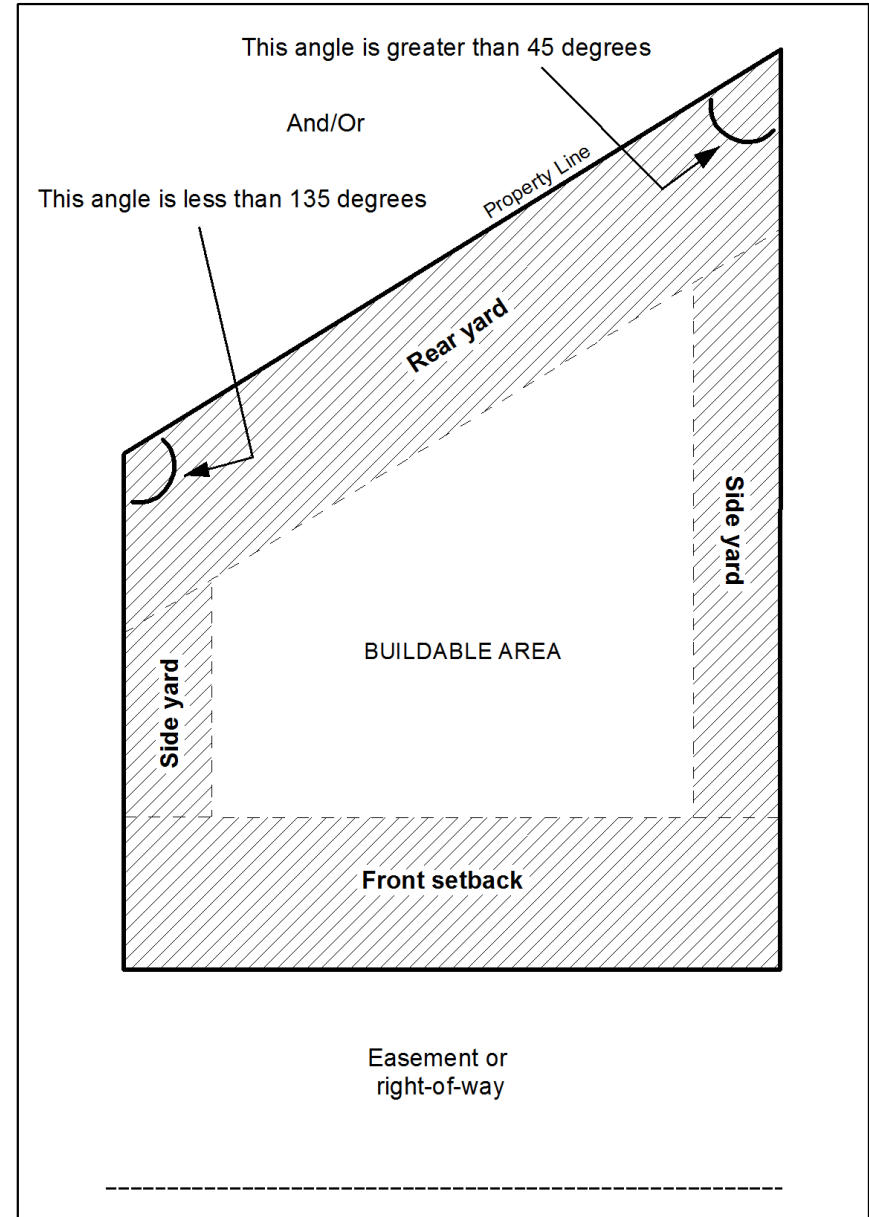 This angle is greater than 45 degrees
And/Or
Property Line
This angle is less than 135 degrees
Rear yard
Side yard
BUILDABLE AREA
Side yard
Front setback
Easement or
right-of-way